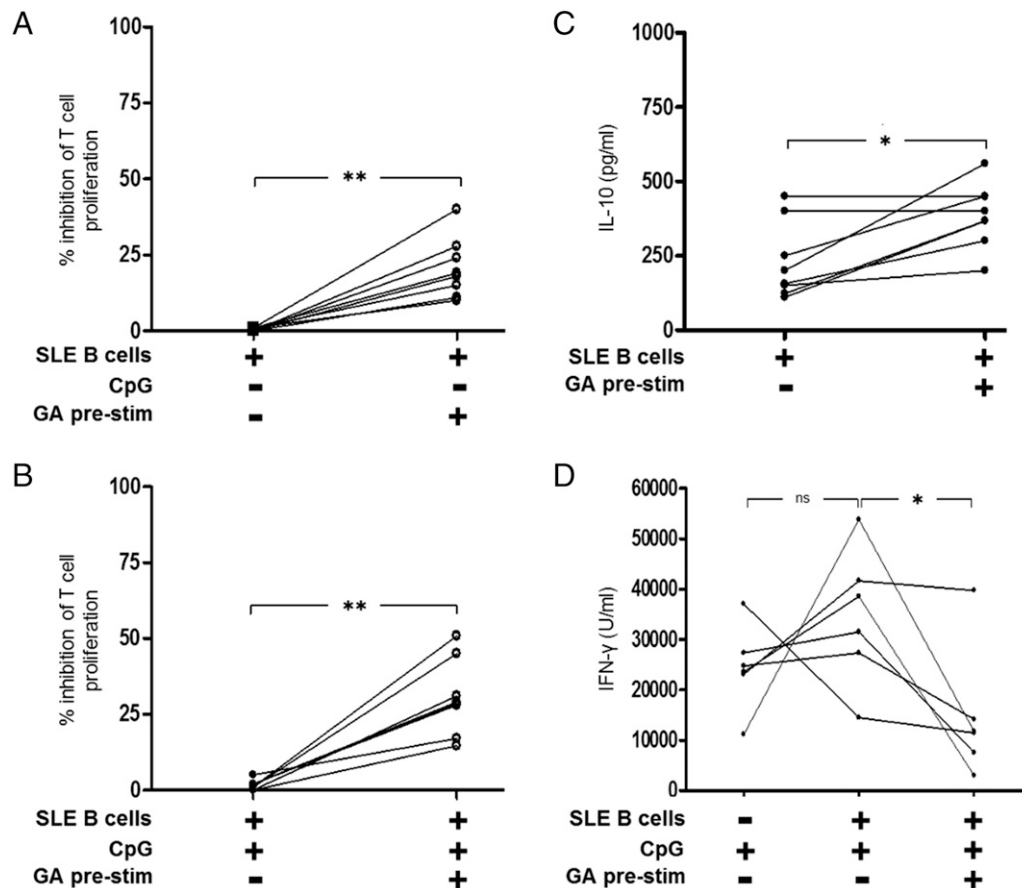 A
100
75
50
25
0
% inhibition of T cell
proliferation
**
SLE B cells + +
CpG - -
GA pre-stim - +
C
1000
750
500
250
0
IL-10 (pg/ml)
*
SLE B cells + +
GA pre-stim - +
B
100
75
50
25
0
% inhibition of T cell
proliferation
**
SLE B cells + +
CpG + +
GA pre-stim - +
D
60000
50000
40000
30000
20000
10000
0
IFN-γ (U/ml)
ns *
SLE B cells - + +
CpG + + +
GA pre-stim - - +